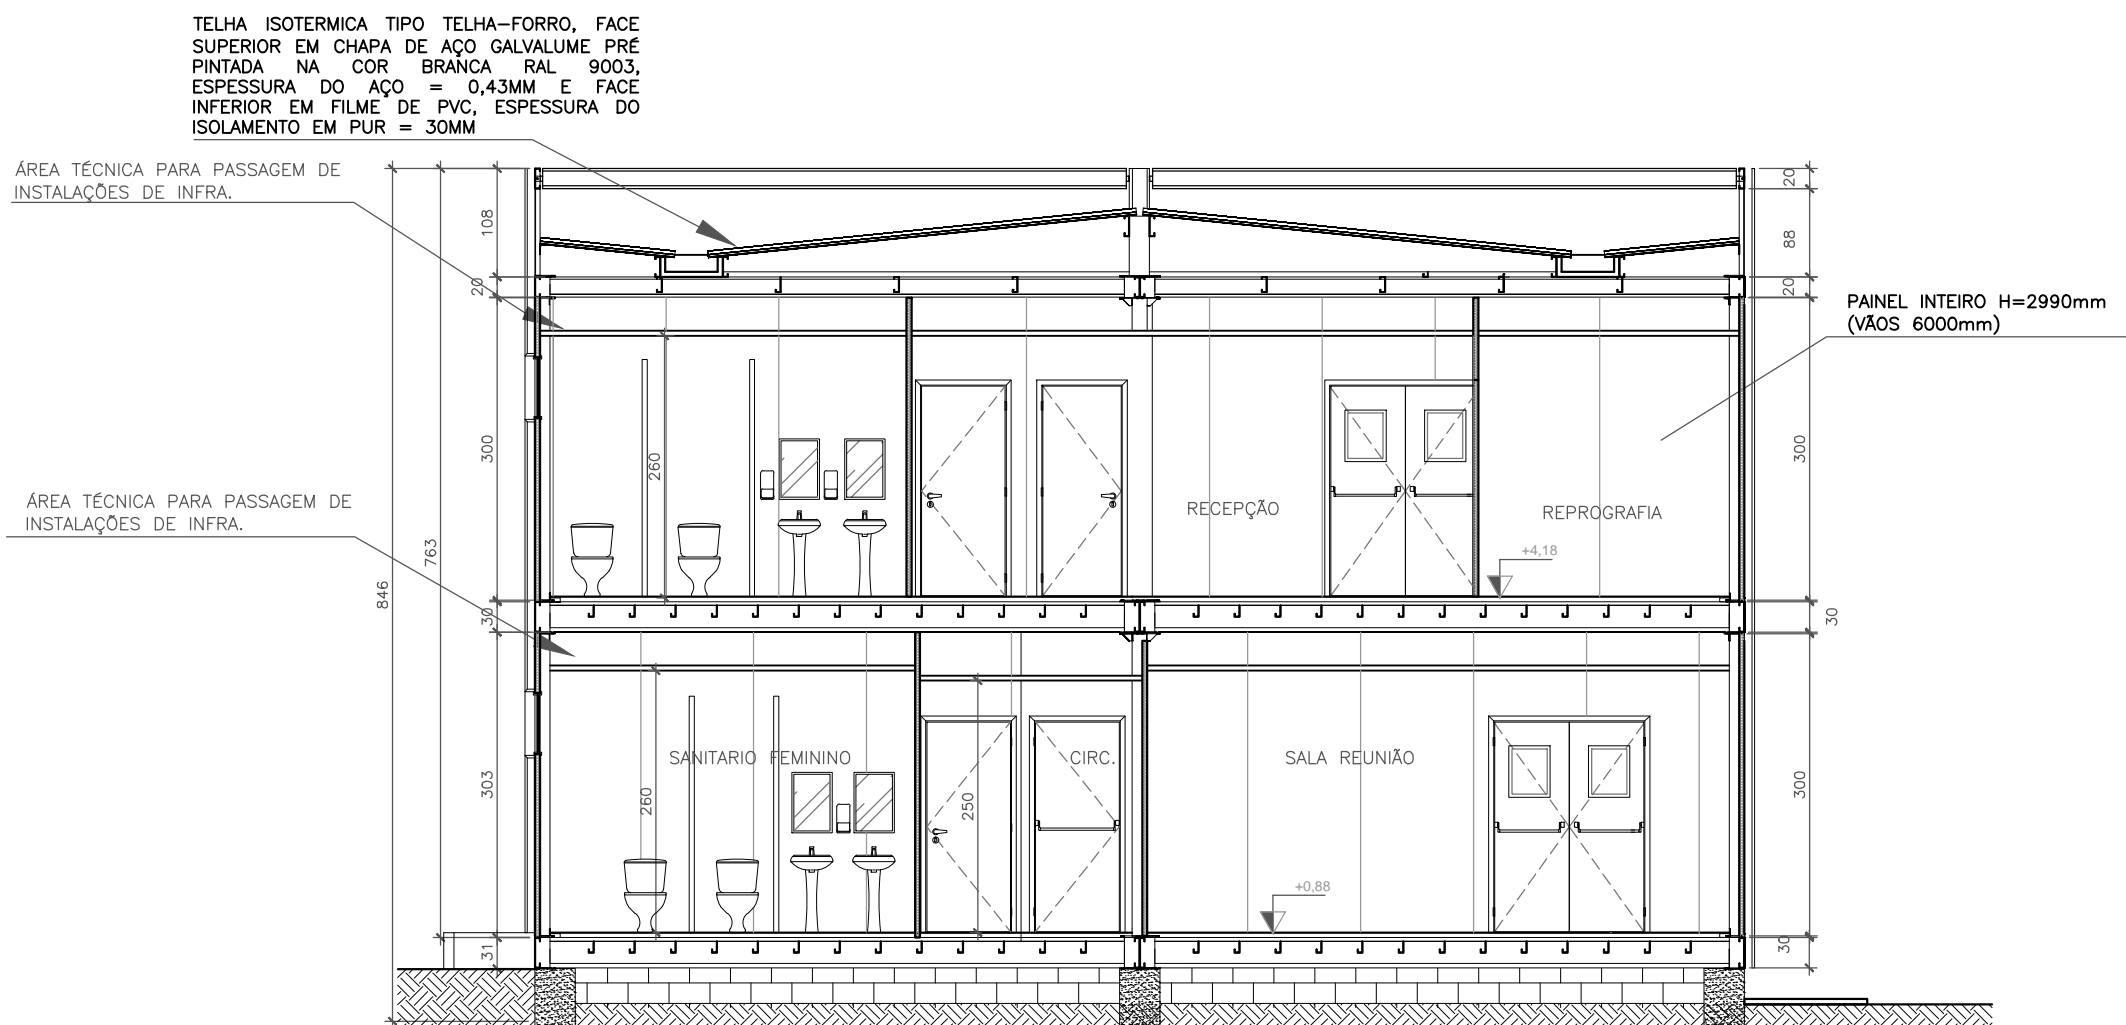 TELHA ISOTERMICA TIPO TELHA-FORRO, FACE
SUPERIOR EM CHAPA DE AÇO GALVALUME PRÉ
PINTADA NA COR BRANCA RAL 9003,
ESPESSURA DO AÇO = 0,43MM E FACE
INFERIOR EM FILME DE PVC, ESPESSURA DO
ISOLAMENTO EM PUR = 30MM
ÁREA TÉCNICA PARA PASSAGEM DE
INSTALAÇÕES DE INFRA.
108
20
20
88
20
PAINEL INTEIRO H=2990mm
(VÃOS 6000mm)
300
260
300
ÁREA TÉCNICA PARA PASSAGEM DE
INSTALAÇÕES DE INFRA.
RECEPÇÃO
REPROGRAFIA
+4,18
763
846
30
30
SANITARIO FEMININO
CIRC.
SALA REUNIÃO
303
260
250
300
+0,88
31
30